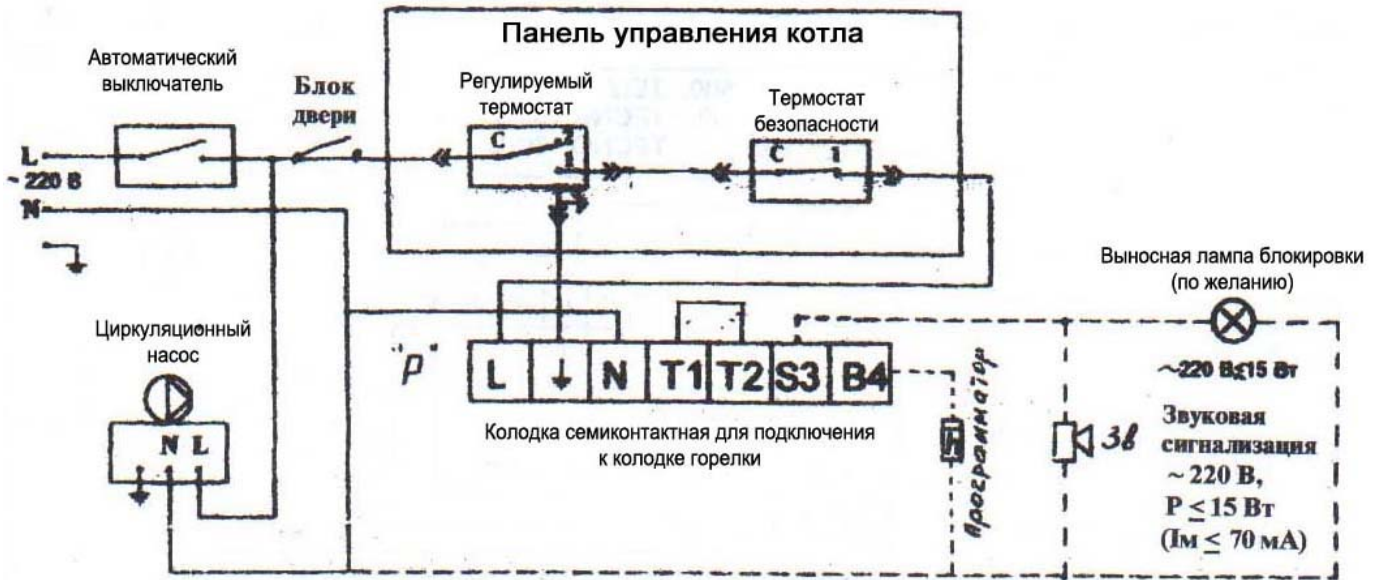 Панель управления котла
Автоматический
выключатель
Блок
двери
Регулируемый
термостат
Термостат
безопасности
C 2
1
C 1
L
~ 220 В
N
Выносная лампа блокировки
(по желанию)
Циркуляционный
насос
"P"
L N T1 T2 S3 B4
~220 В≤15 Вт
Колодка семиконтактная для подключения
к колодке горелки
Программатор
Зв
Звуковая
сигнализация
~ 220 В,
P ≤ 15 Вт
(Iм ≤ 70 мА)
N L